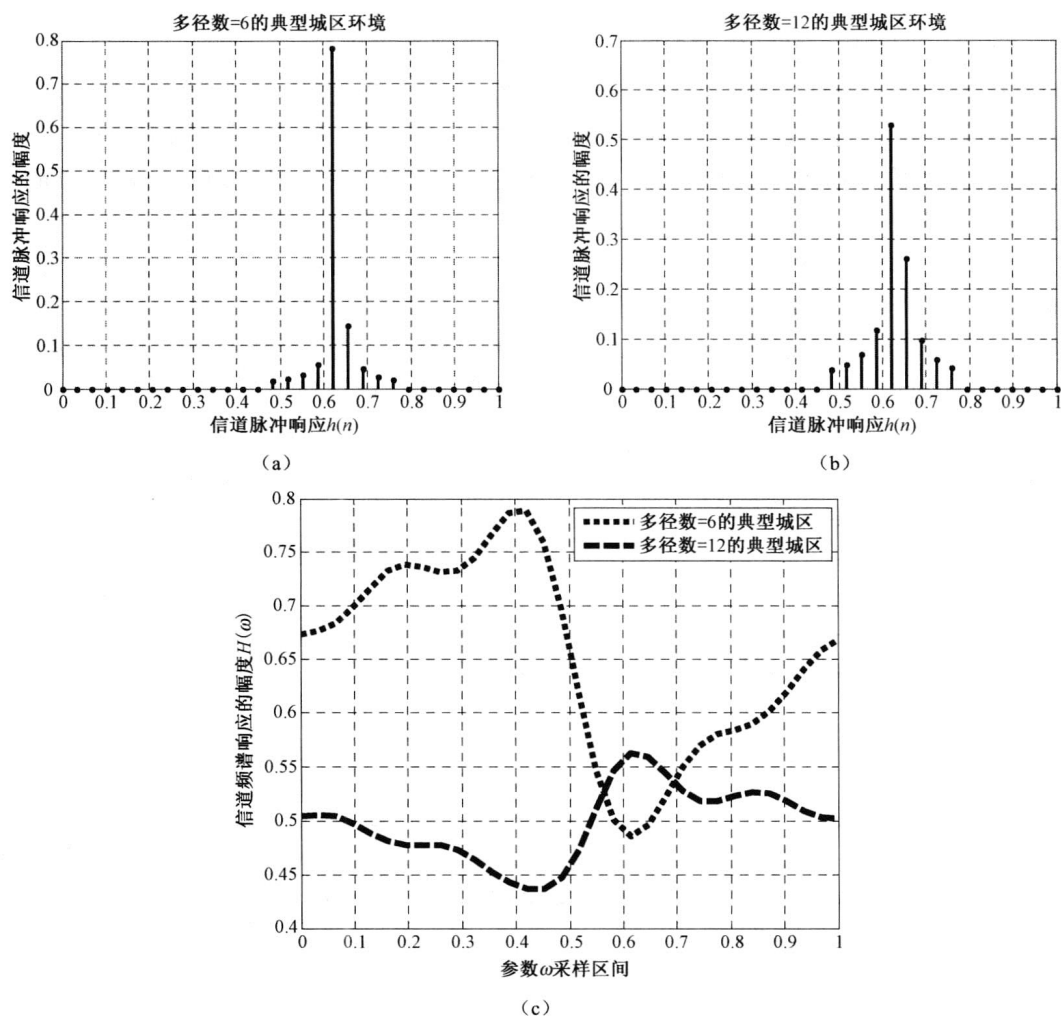 多径数=6的典型城区环境
0.8
0.7
0.6
0.5
0.4
0.3
0.2
0.1
0
信道脉冲响应的幅度
0 0.1 0.2 0.3 0.4 0.5 0.6 0.7 0.8 0.9 1
信道脉冲响应h(n)
(a)
多径数=12的典型城区环境
0.7
0.6
0.5
0.4
0.3
0.2
0.1
0
信道脉冲响应的幅度
0 0.1 0.2 0.3 0.4 0.5 0.6 0.7 0.8 0.9 1
信道脉冲响应h(n)
(b)
0.8
0.75
0.7
0.65
0.6
0.55
0.5
0.45
0.4
信道频谱响应的幅度H(ω)
多径数=6的典型城区
多径数=12的典型城区
0 0.1 0.2 0.3 0.4 0.5 0.6 0.7 0.8 0.9 1
参数ω采样区间
(c)